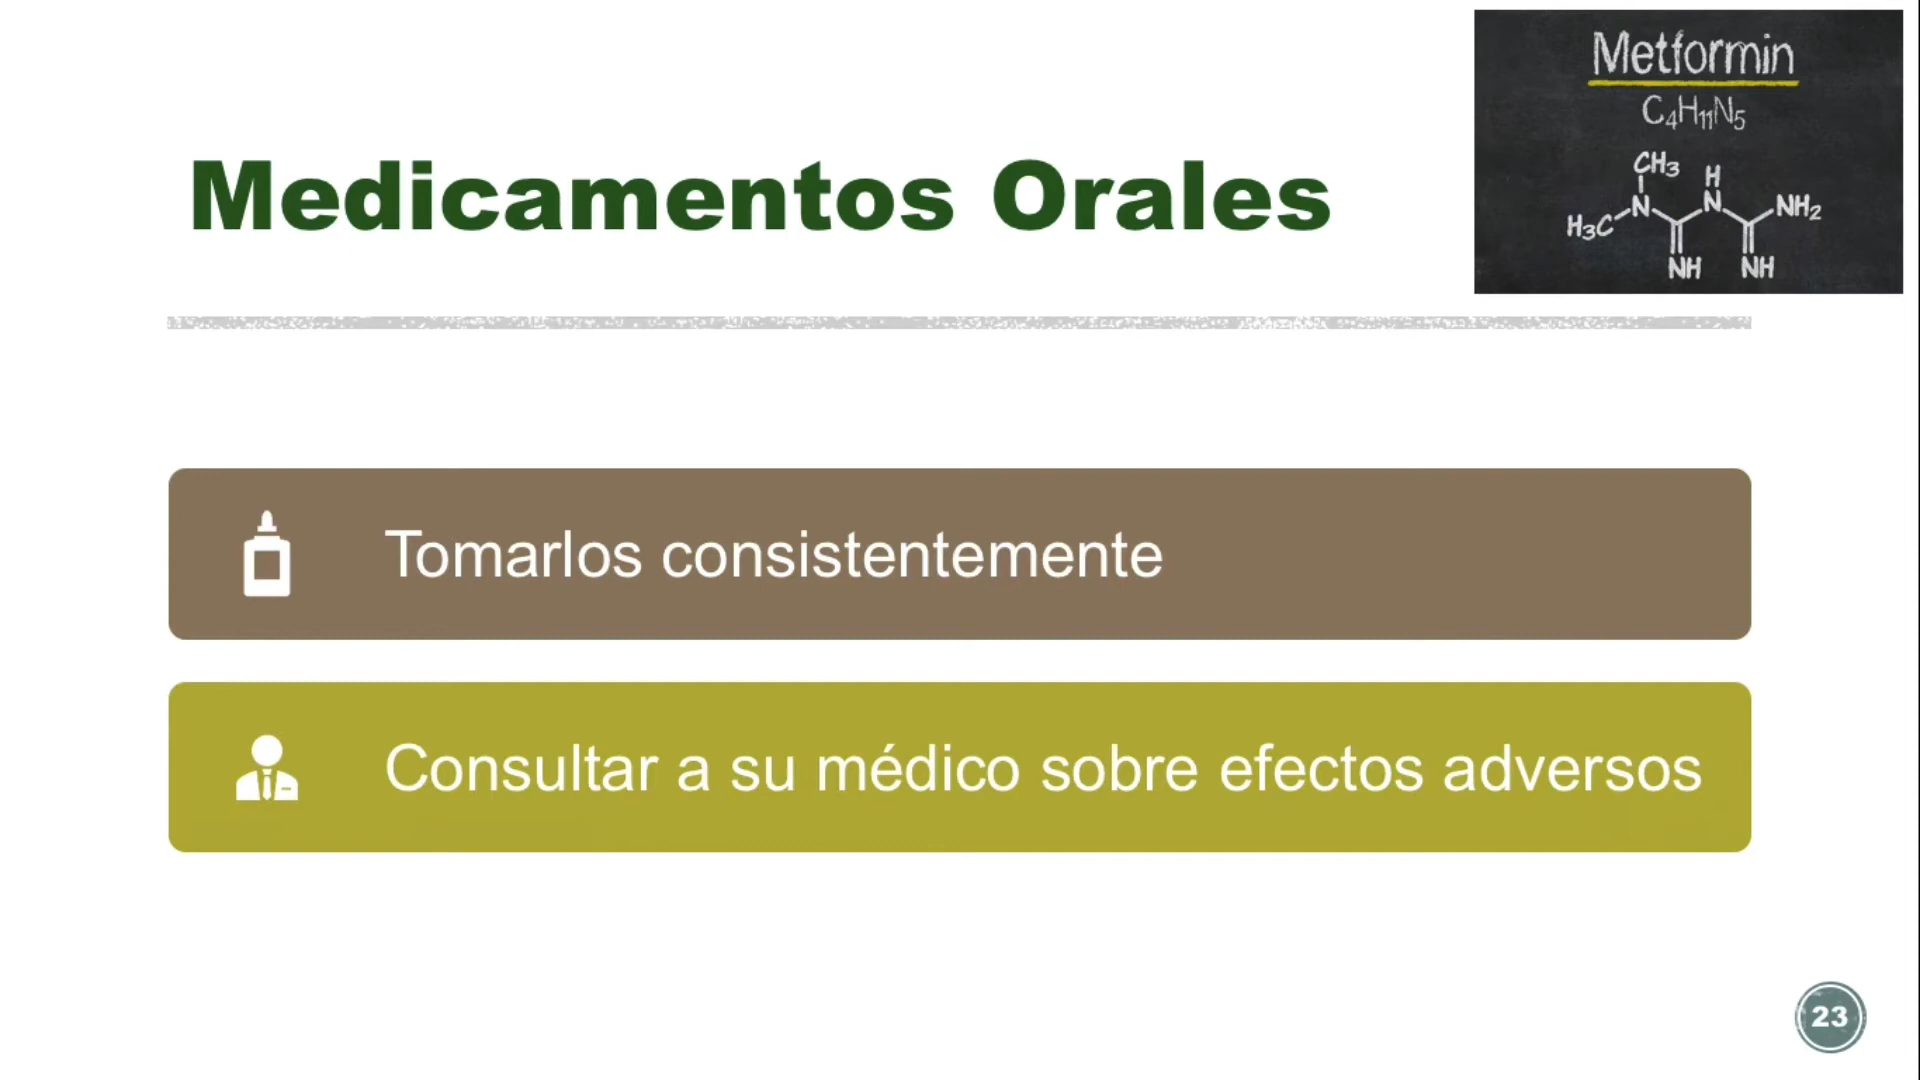 Metformin
C4H11N5
CH3
H
N
N
NH2
H3C
NH
NH
Medicamentos Orales
Tomarlos consistentemente
Consultar a su médico sobre efectos adversos
23